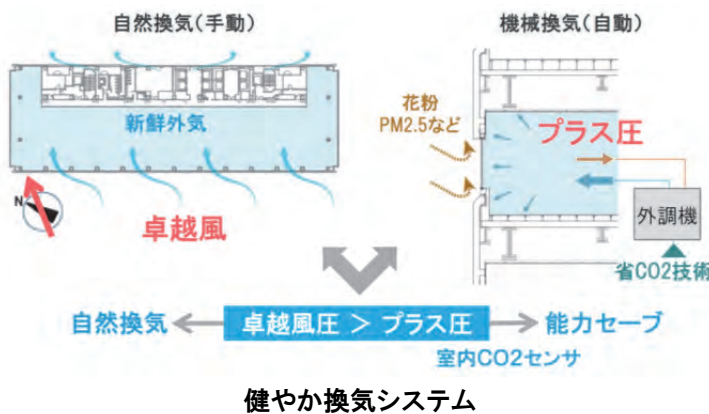 自然換気(手動)
機械換気(自動)
新鮮外気
N
卓越風
花粉
PM2.5など
プラス圧
外調機
省CO2技術
自然換気
卓越風圧 > プラス圧
能力セーブ
室内CO2センサ
健やか換気システム